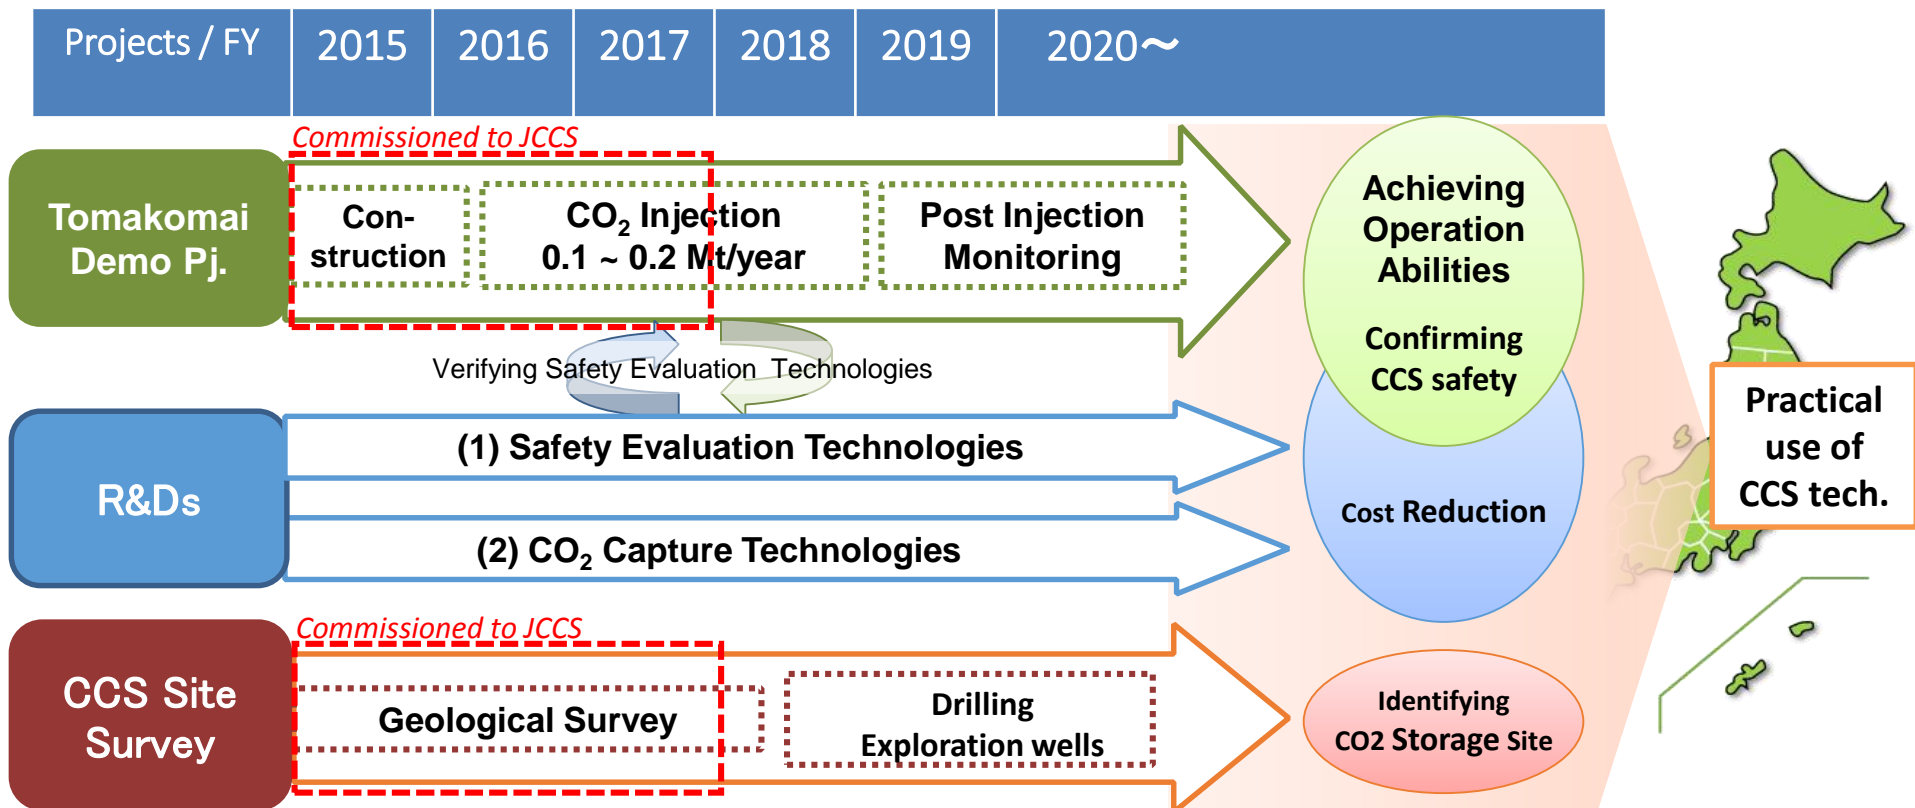 Projects / FY
2015
2016
2017
2018
2019
2020～
Commissioned to JCCS
Tomakomai
Demo Pj.
Con-
struction
CO2 Injection
0.1 ~ 0.2 Mt/year
Post Injection
Monitoring
Achieving
Operation
Abilities
Confirming
CCS safety
Verifying Safety Evaluation Technologies
R&Ds
(1) Safety Evaluation Technologies
(2) CO2 Capture Technologies
Cost Reduction
Practical
use of
CCS tech.
Commissioned to JCCS
CCS Site
Survey
Geological Survey
Drilling
Exploration wells
Identifying
CO2 Storage Site